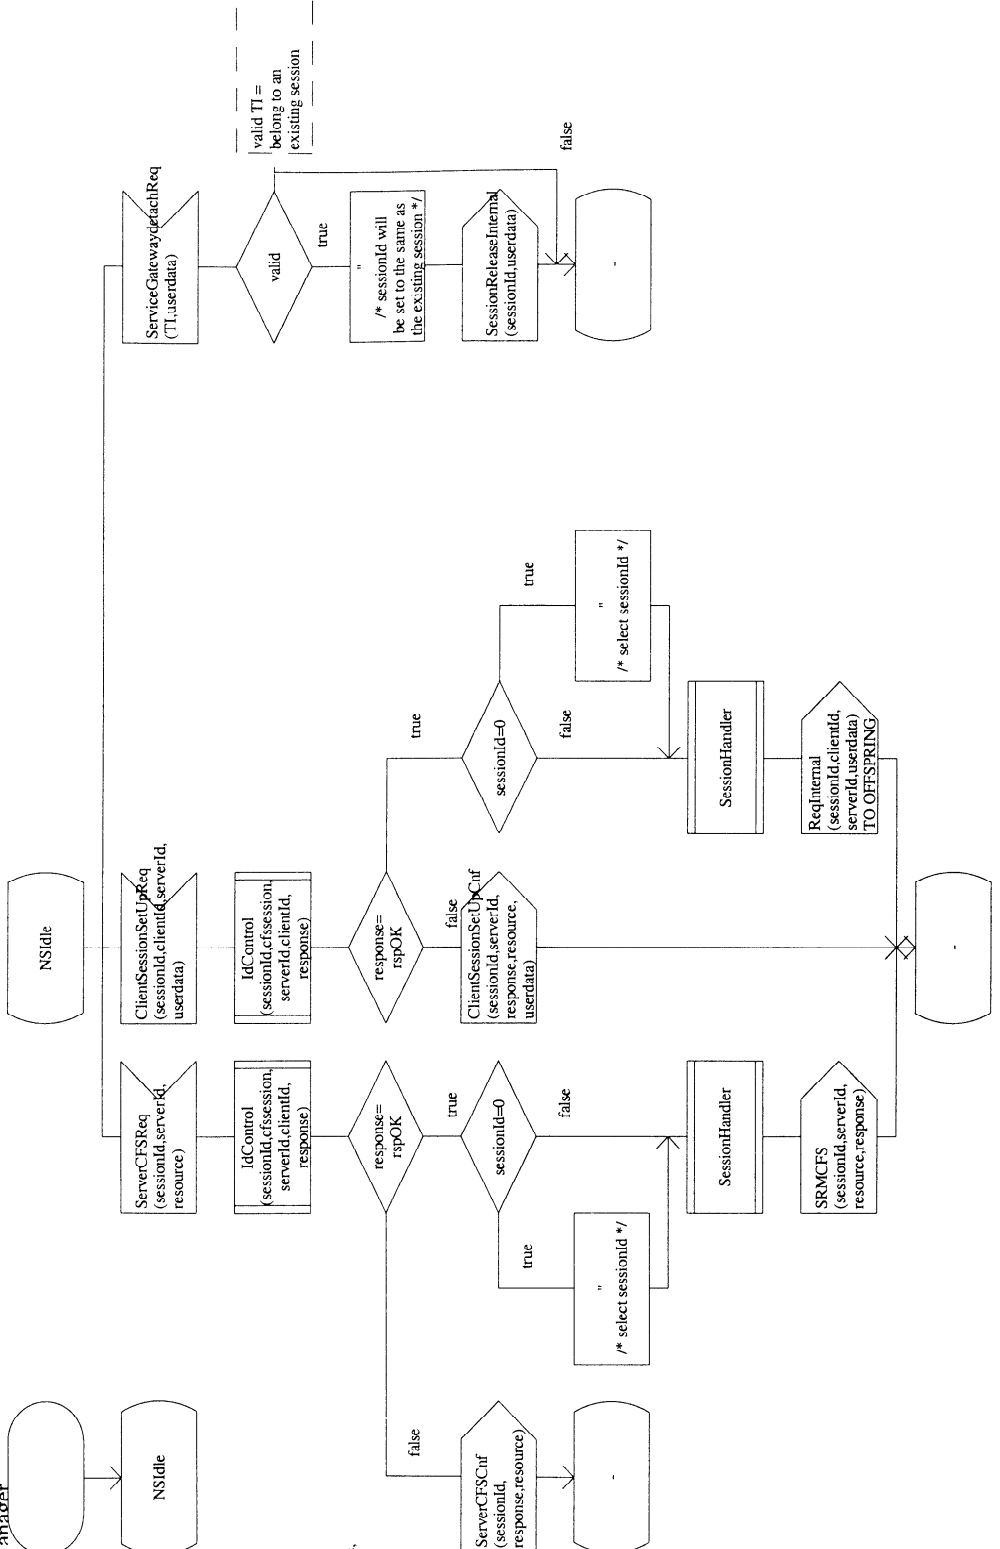 anager
NSIdle
ServerCFSCnf
(sessionId,
response,resource)
-
false
NSIdle
ServerCFSReq
(sessionId,serverId,
resource)
IdControl
(sessionId,cfssession,
serverId,clientId,
response)
response=
rspOK
true
sessionId=0
true
false
"
/* select sessionId */
SessionHandler
SRMCFS
(sessionId,serverId,
resource,response)
ClientSessionSetUpReq
(sessionId,clientId,serverId,
userdata)
IdControl
(sessionId,cfssession,
serverId,clientId,
response)
response=
rspOK
false
true
ClientSessionSetUpCnf
(sessionId,serverId,
response,resource,
userdata)
-
sessionId=0
true
false
"
/* select sessionId */
SessionHandler
ReqInternal
(sessionId,clientId,
serverId,userdata)
TO OFFSPRING
ServiceGatewaydetachReq
(TI,userdata)
valid
valid TI =
belong to an
existing session
true
false
"
/* sessionId will
be set to the same as
the existing session */
SessionReleaseInternal
(sessionId,userdata)
-